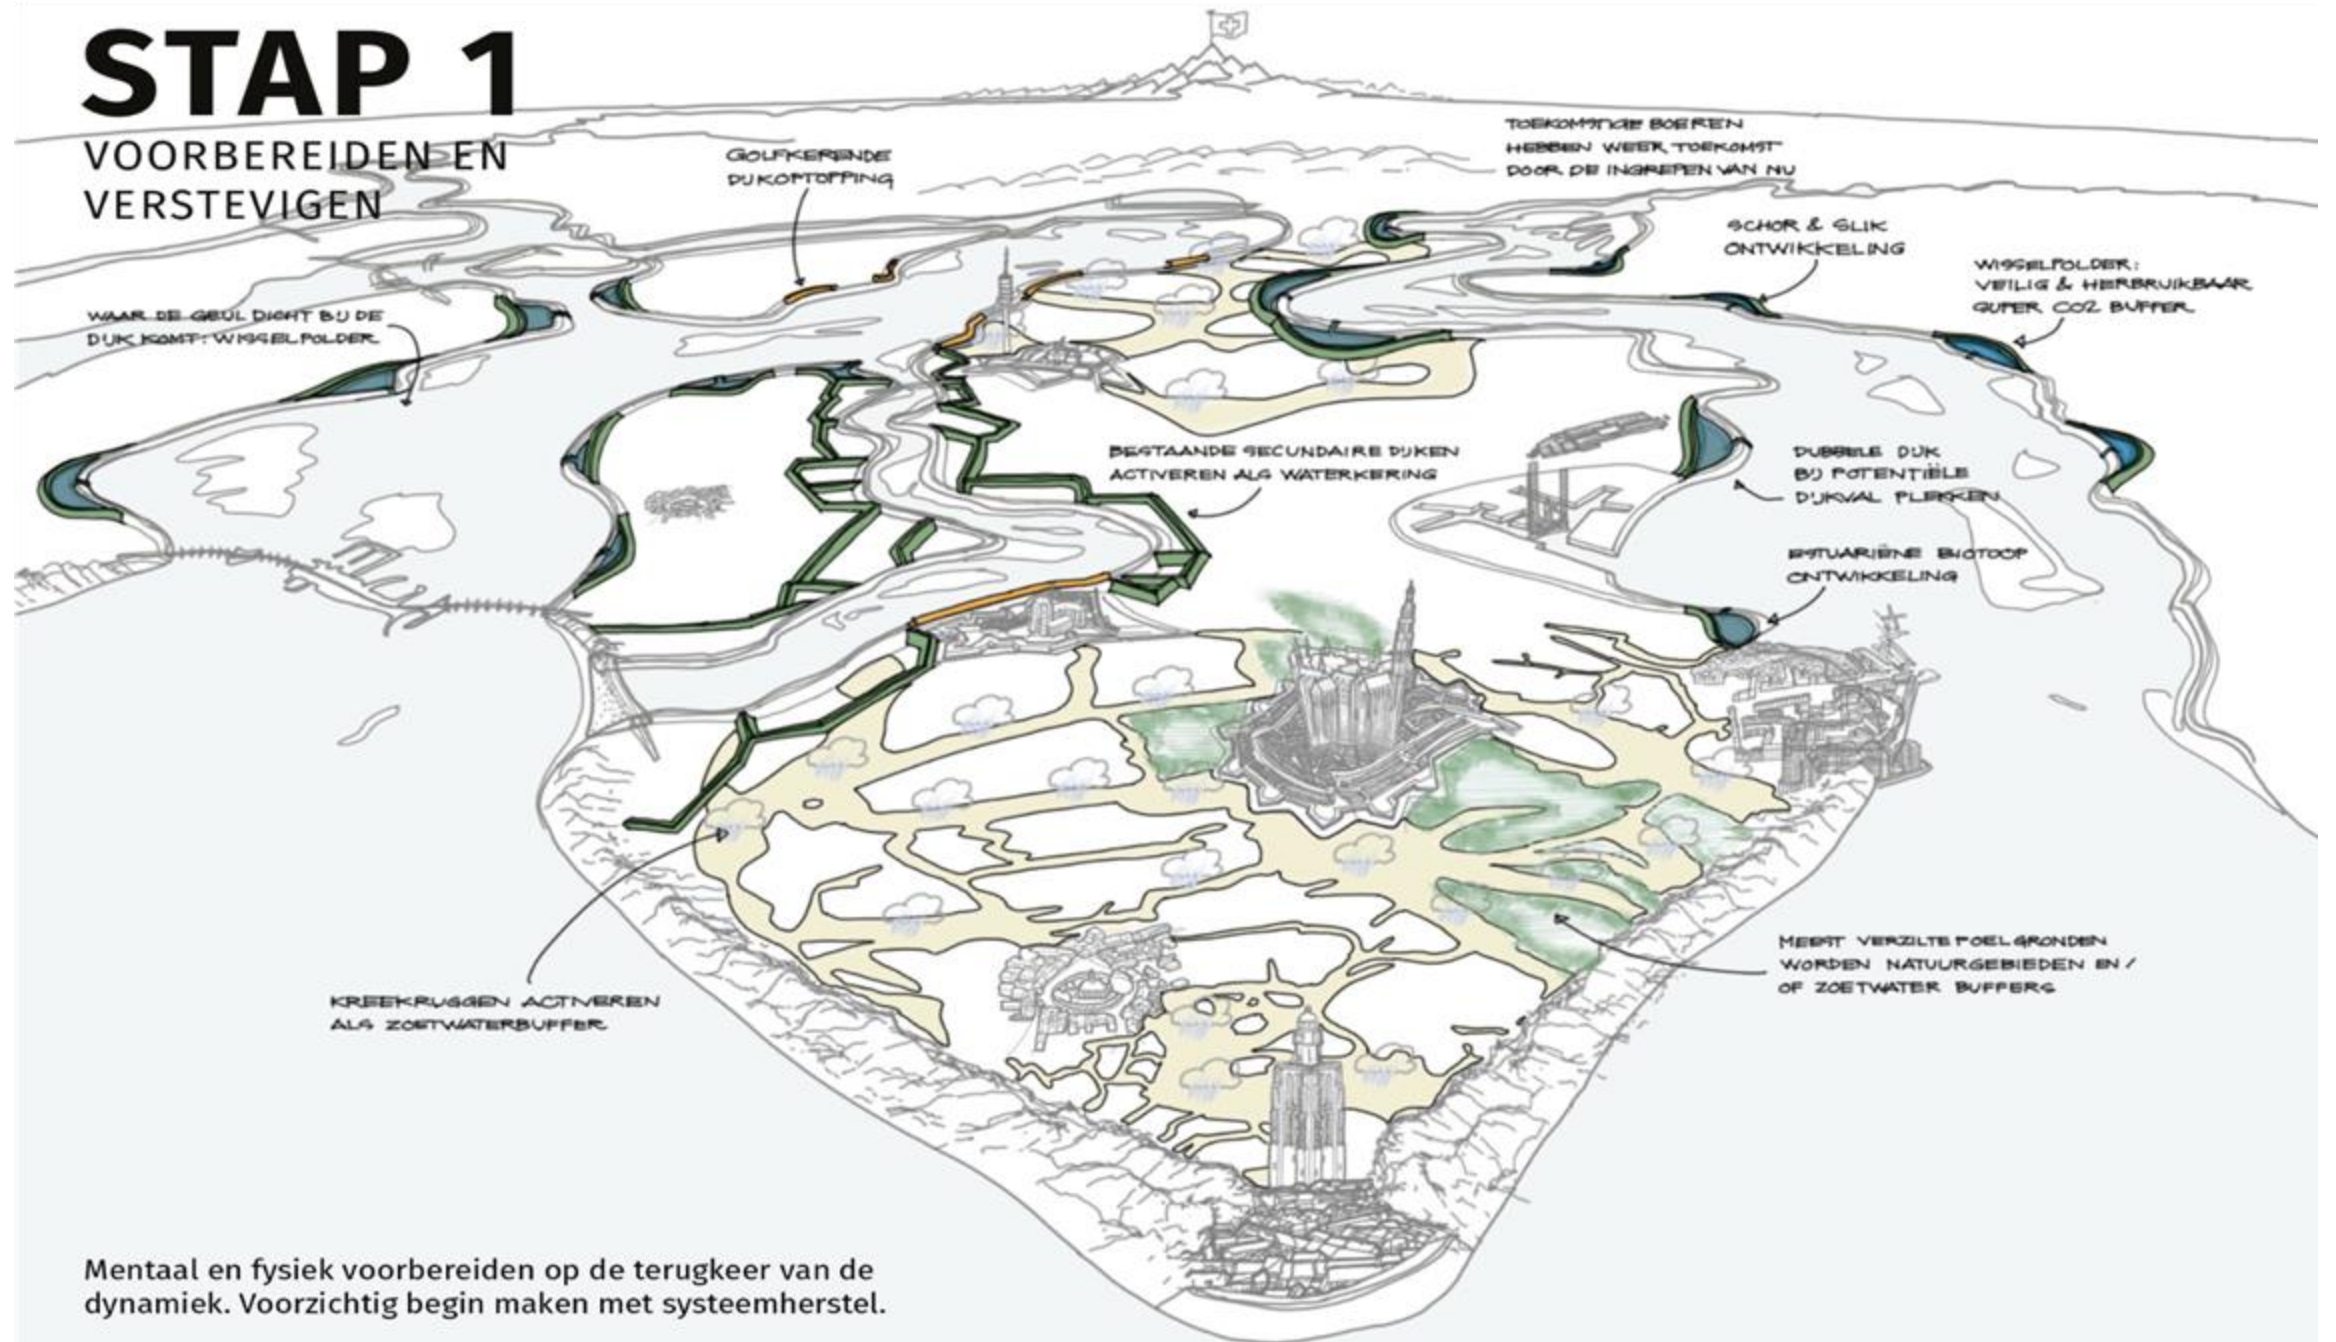 STAP 1
VOORBEREIDEN EN
VERSTEVIGEN
GOLFKERENDE
DIJKOPTOPPING
TOEKOMSTIGE BOEREN
HEBBEN WEER TOEKOMST
DOOR DE INGREPEN VAN NU
SCHOR & SLIK
ONTWIKKELING
WISSELPOLDER:
VEILIG & HERBRUIKBAAR
SUPER CO2 BUFFER
WAAR DE GEUL DICHT BIJ DE
DIJK KOMT: WISSELPOLDER
BESTAANDE SECUNDAIRE DIJKEN
ACTIVEREN ALS WATERKERING
DUBBELE DIJK
BIJ POTENTIËLE
DIJKVAL PLEKKEN
ESTUARIËNE BIOTOOP
ONTWIKKELING
MEEST VERZILTE POELGRONDEN
WORDEN NATUURGEBIEDEN EN /
OF ZOETWATER BUFFERS
KREEKRUGGEN ACTIVEREN
ALS ZOETWATERBUFFER
Mentaal en fysiek voorbereiden op de terugkeer van de
dynamiek. Voorzichtig begin maken met systeemherstel.